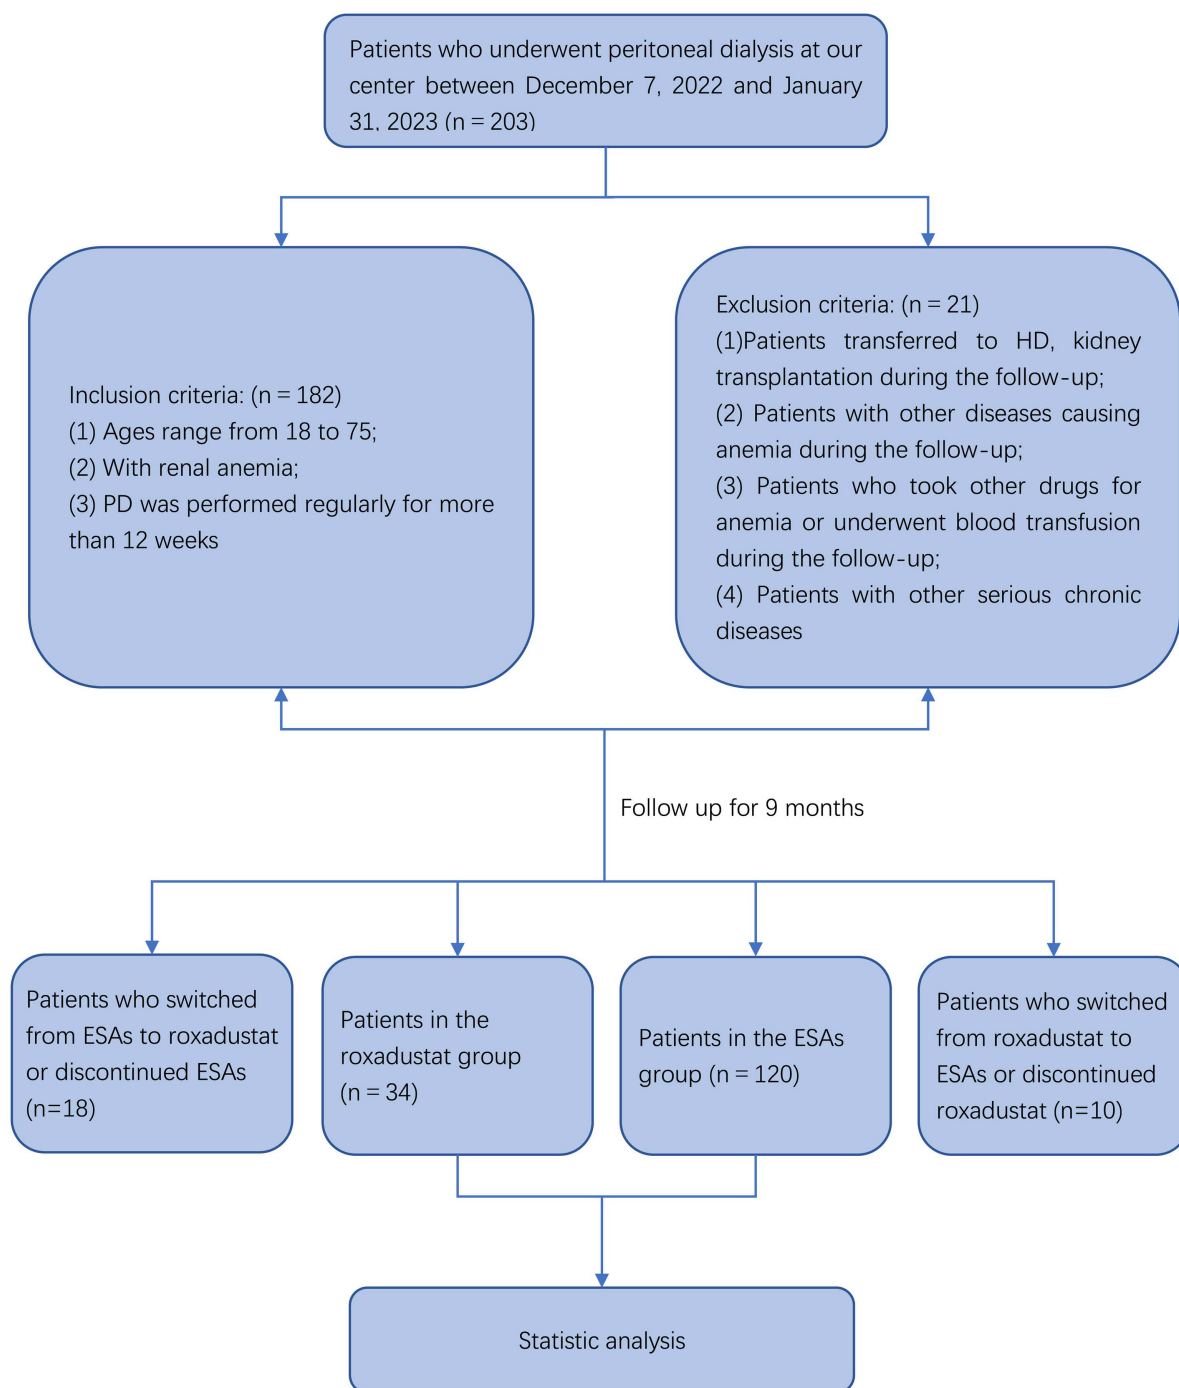 Patients who underwent peritoneal dialysis at our
center between December 7, 2022 and January
31, 2023 (n = 203)
Inclusion criteria: (n = 182)
(1) Ages range from 18 to 75;
(2) With renal anemia;
(3) PD was performed regularly for more
than 12 weeks
Exclusion criteria: (n = 21)
(1)Patients transferred to HD, kidney
transplantation during the follow-up;
(2) Patients with other diseases causing
anemia during the follow-up;
(3) Patients who took other drugs for
anemia or underwent blood transfusion
during the follow-up;
(4) Patients with other serious chronic
diseases
Follow up for 9 months
Patients who switched
from ESAs to roxadustat
or discontinued ESAs
(n=18)
Patients in the
roxadustat group
(n = 34)
Patients in the ESAs
group (n = 120)
Patients who switched
from roxadustat to
ESAs or discontinued
roxadustat (n=10)
Statistic analysis